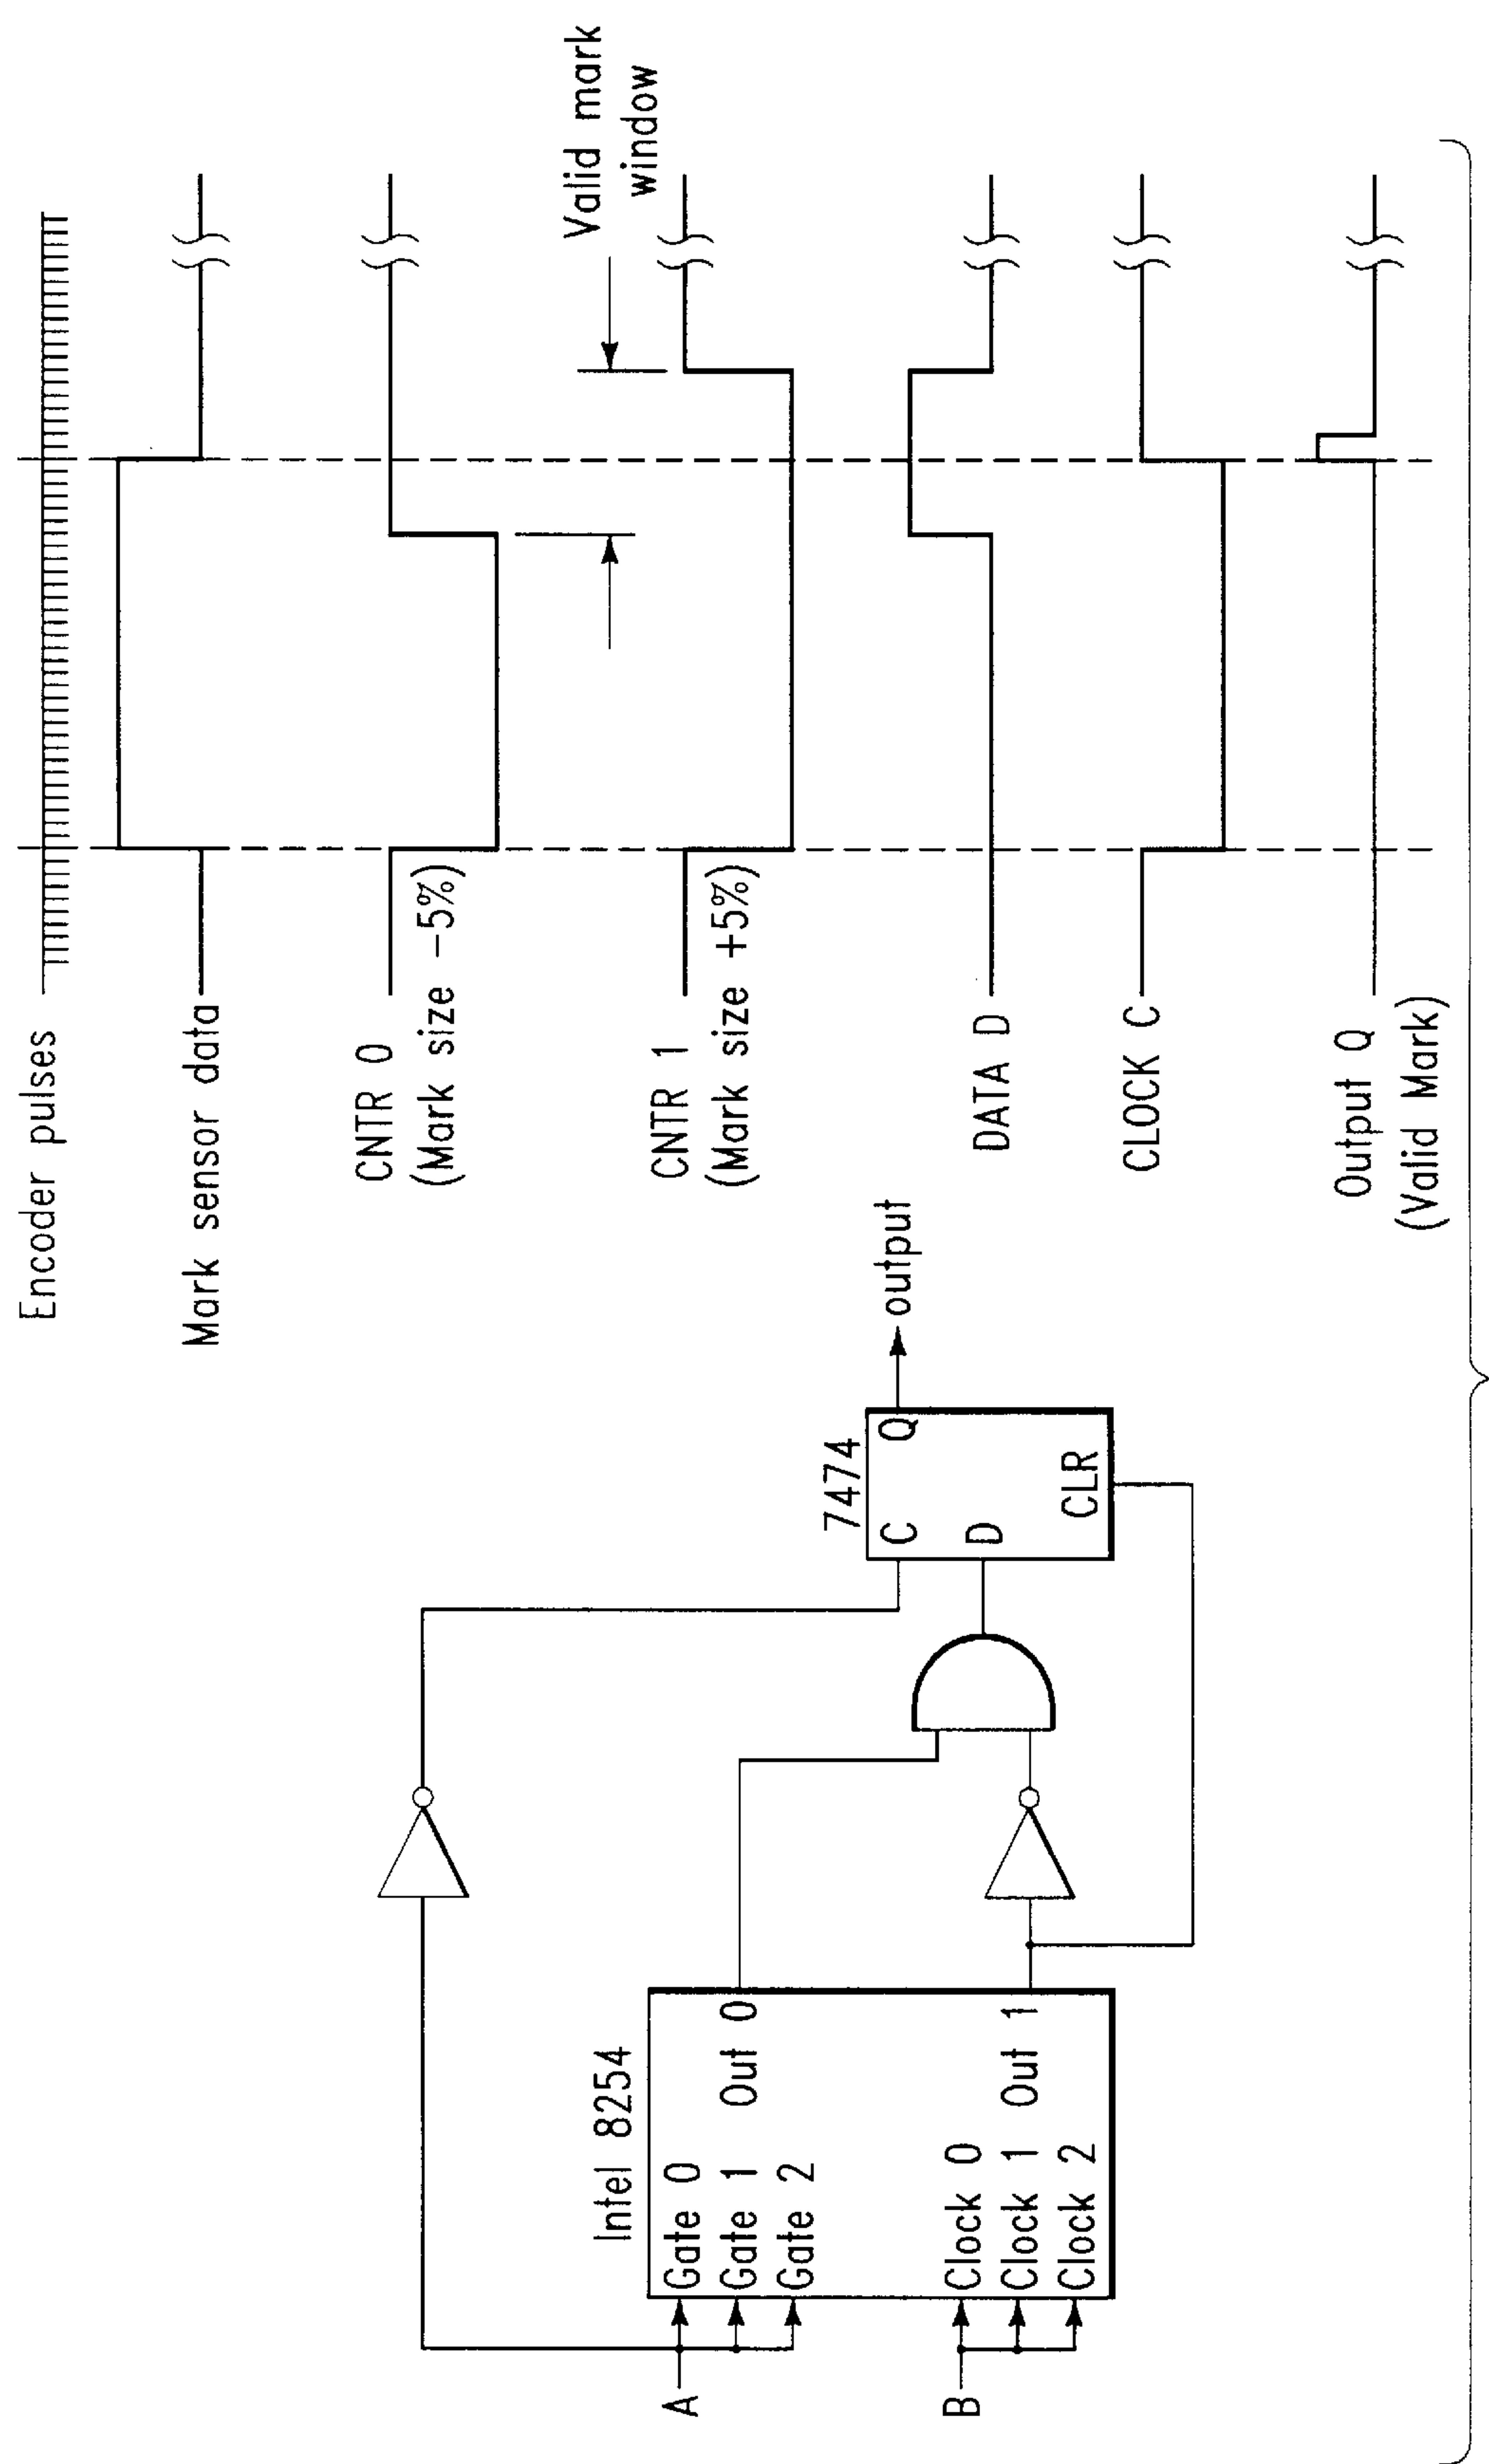 Encoder pulses
Mark sensor data
CNTR 0
(Mark size -5%)
Valid mark
window
CNTR 1
(Mark size +5%)
DATA D
CLOCK C
Output Q
(Valid Mark)
Intel 8254
A
Gate 0
Gate 1 Out 0
Gate 2
B
Clock 0
Clock 1 Out 1
Clock 2
7474
C Q
D
CLR
output